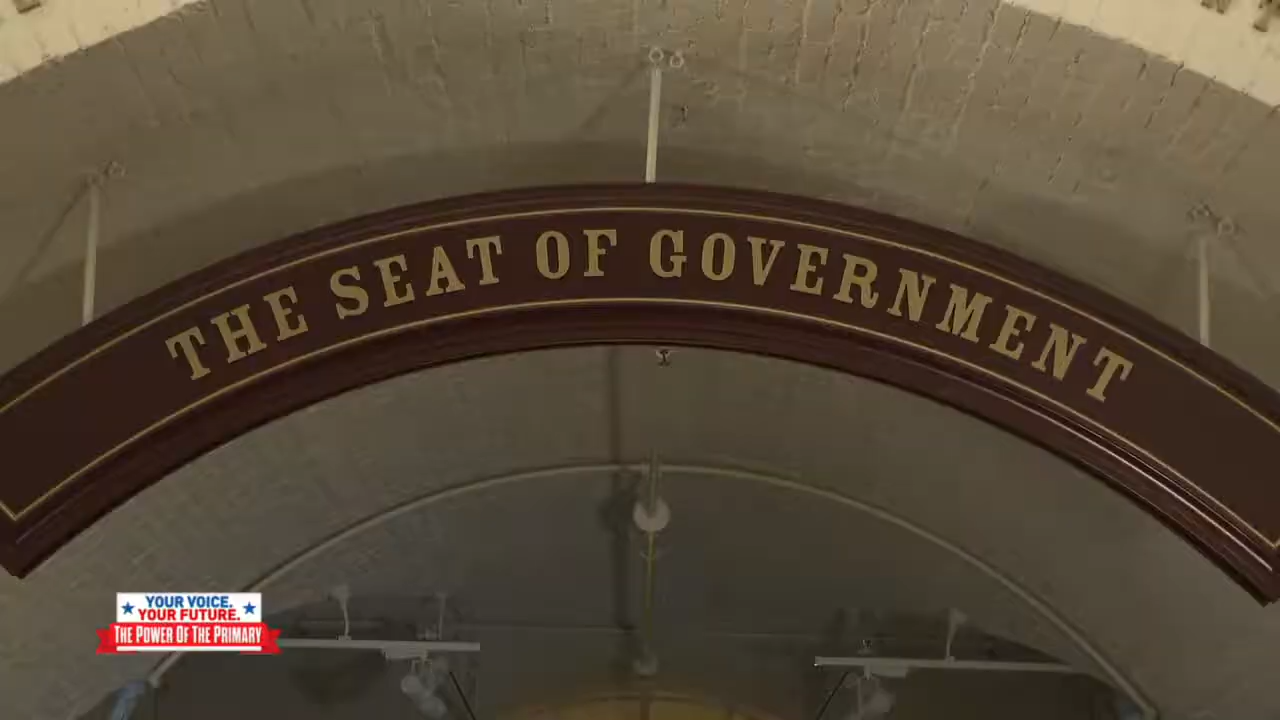 THE SEAT OF GOVERNMENT
YOUR VOICE.
YOUR FUTURE.
THE POWER OF THE PRIMARY